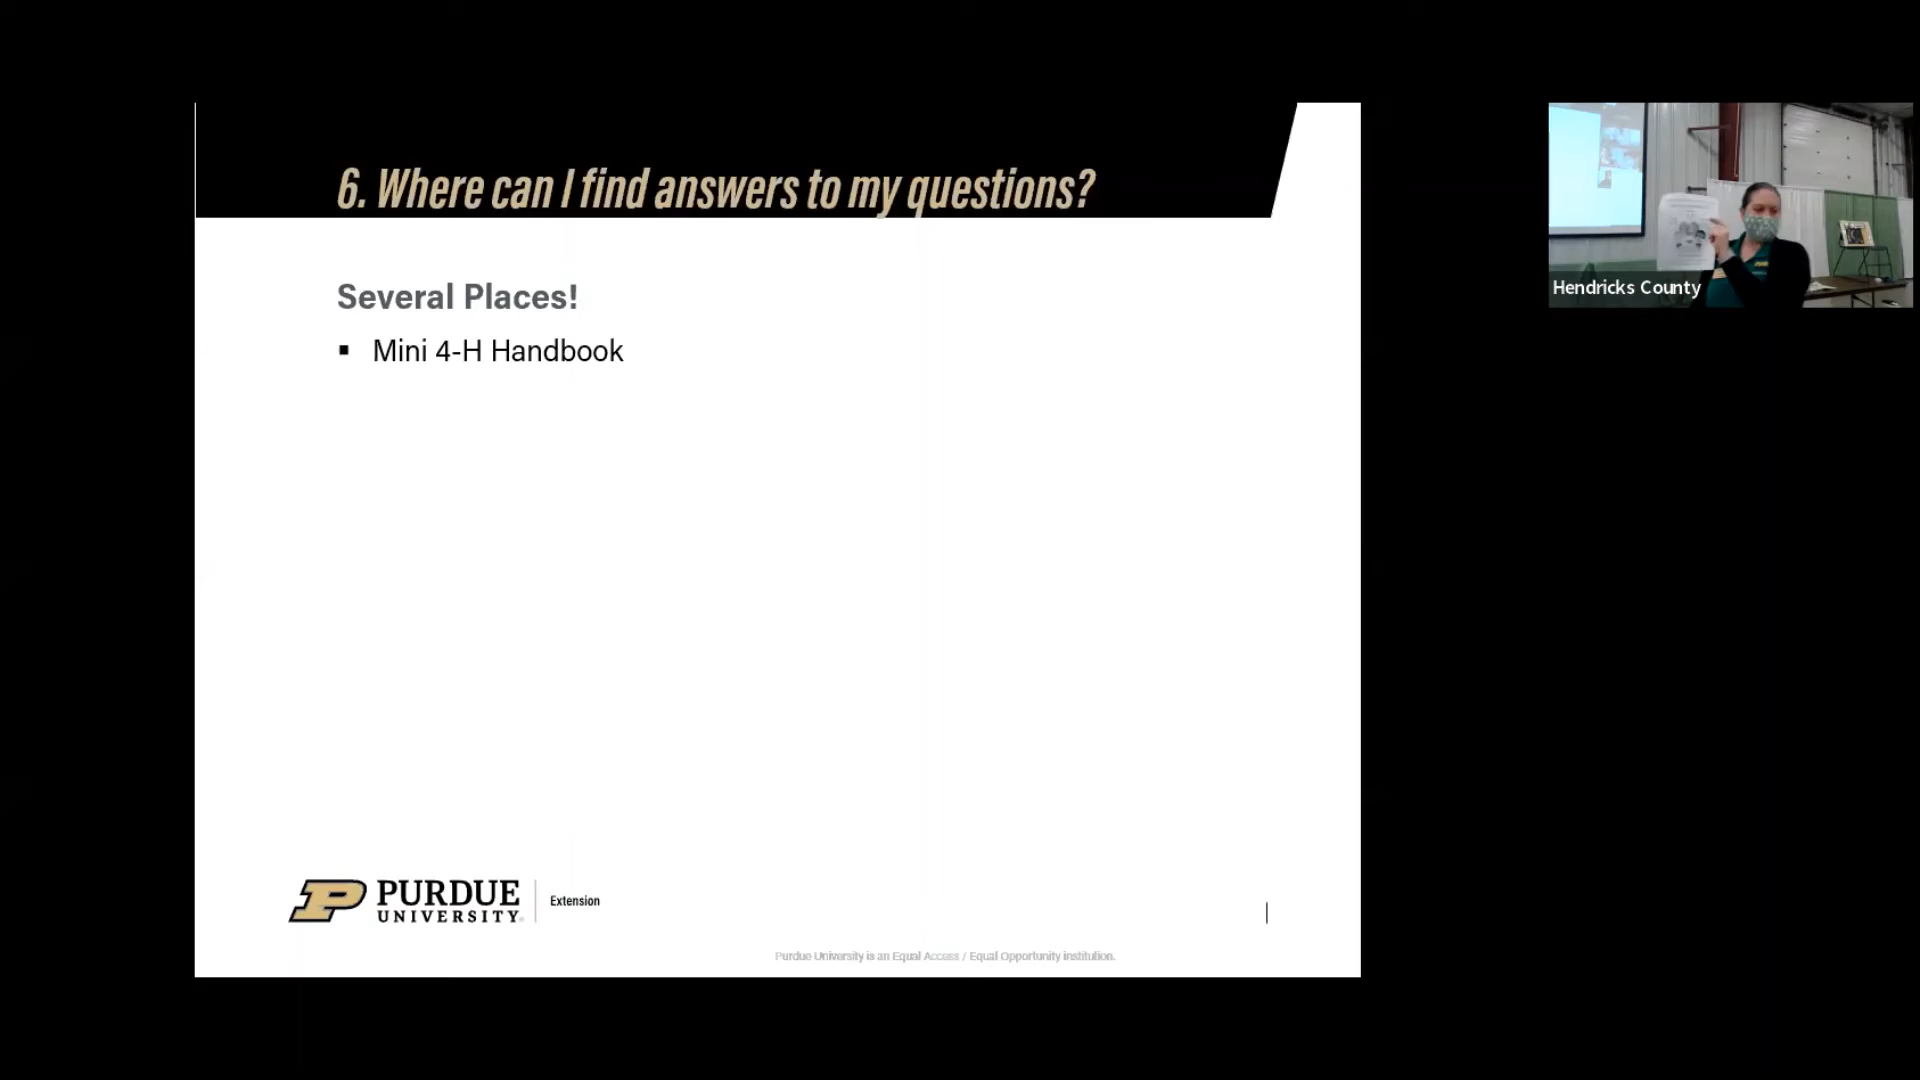 6. Where can I find answers to my questions?
Several Places!
▪ Mini 4-H Handbook
Hendricks County
PURDUE
UNIVERSITY®
Extension
Purdue University is an Equal Access / Equal Opportunity institution.